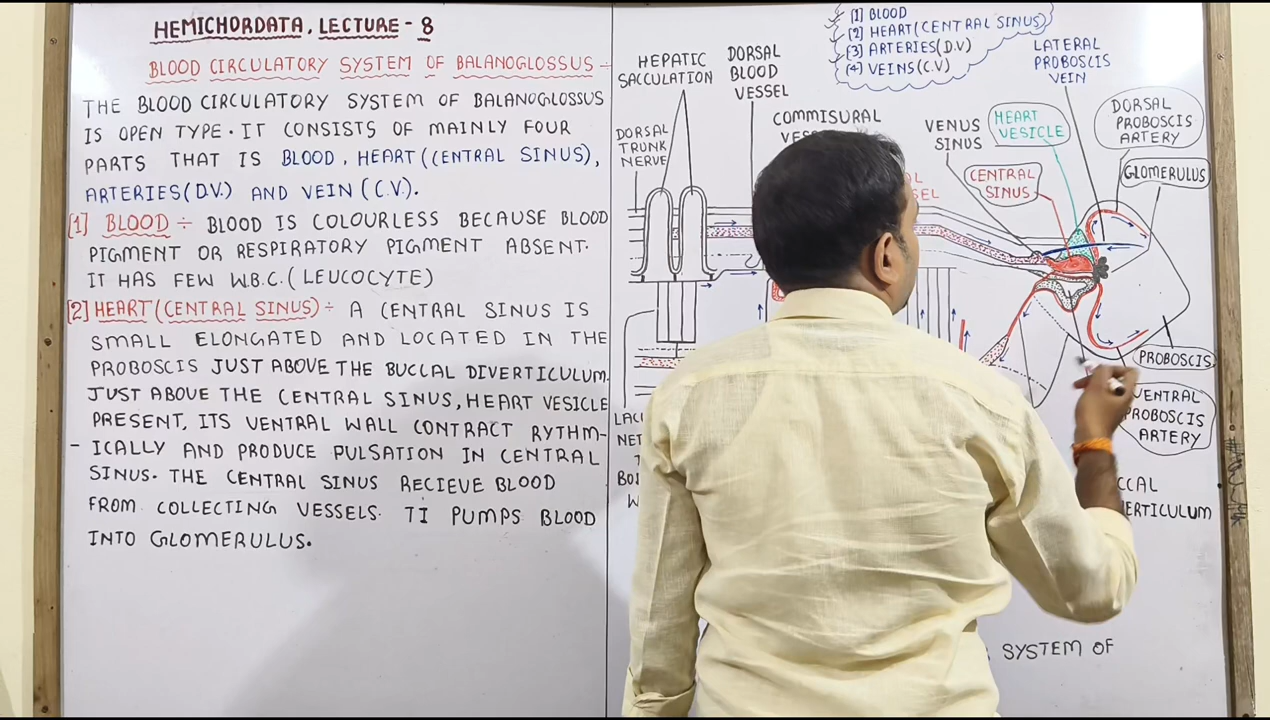 HEMICHORDATA, LECTURE - 8
BLOOD CIRCULATORY SYSTEM OF BALANOGLOSSUS :-
THE BLOOD CIRCULATORY SYSTEM OF BALANOGLOSSUS
IS OPEN TYPE. IT CONSISTS OF MAINLY FOUR
PARTS THAT IS BLOOD, HEART (CENTRAL SINUS),
ARTERIES (D.V.) AND VEIN (C.V.).
[1] BLOOD ÷ BLOOD IS COLOURLESS BECAUSE BLOOD
PIGMENT OR RESPIRATORY PIGMENT ABSENT.
IT HAS FEW W.B.C. (LEUCOCYTE)
[2] HEART (CENTRAL SINUS) ÷ A CENTRAL SINUS IS
SMALL ELONGATED AND LOCATED IN THE
PROBOSCIS JUST ABOVE THE BUCCAL DIVERTICULUM.
JUST ABOVE THE CENTRAL SINUS, HEART VESICLE
PRESENT, ITS VENTRAL WALL CONTRACT RYTHM-
- ICALLY AND PRODUCE PULSATION IN CENTRAL
SINUS. THE CENTRAL SINUS RECIEVE BLOOD
FROM COLLECTING VESSELS. TI PUMPS BLOOD
INTO GLOMERULUS.
[1] BLOOD
[2] HEART (CENTRAL SINUS)
[3] ARTERIES (D.V)
[4] VEINS (C.V)
HEPATIC
SACCULATION
DORSAL
BLOOD
VESSEL
LATERAL
PROBOSCIS
VEIN
COMMISURAL
VENUS
SINUS
HEART
VESICLE
DORSAL
PROBOSCIS
ARTERY
DORSAL
TRUNK
NERVE
CENTRAL
SINUS
GLOMERULUS
PROBOSCIS
VENTRAL
PROBOSCIS
ARTERY
SYSTEM OF